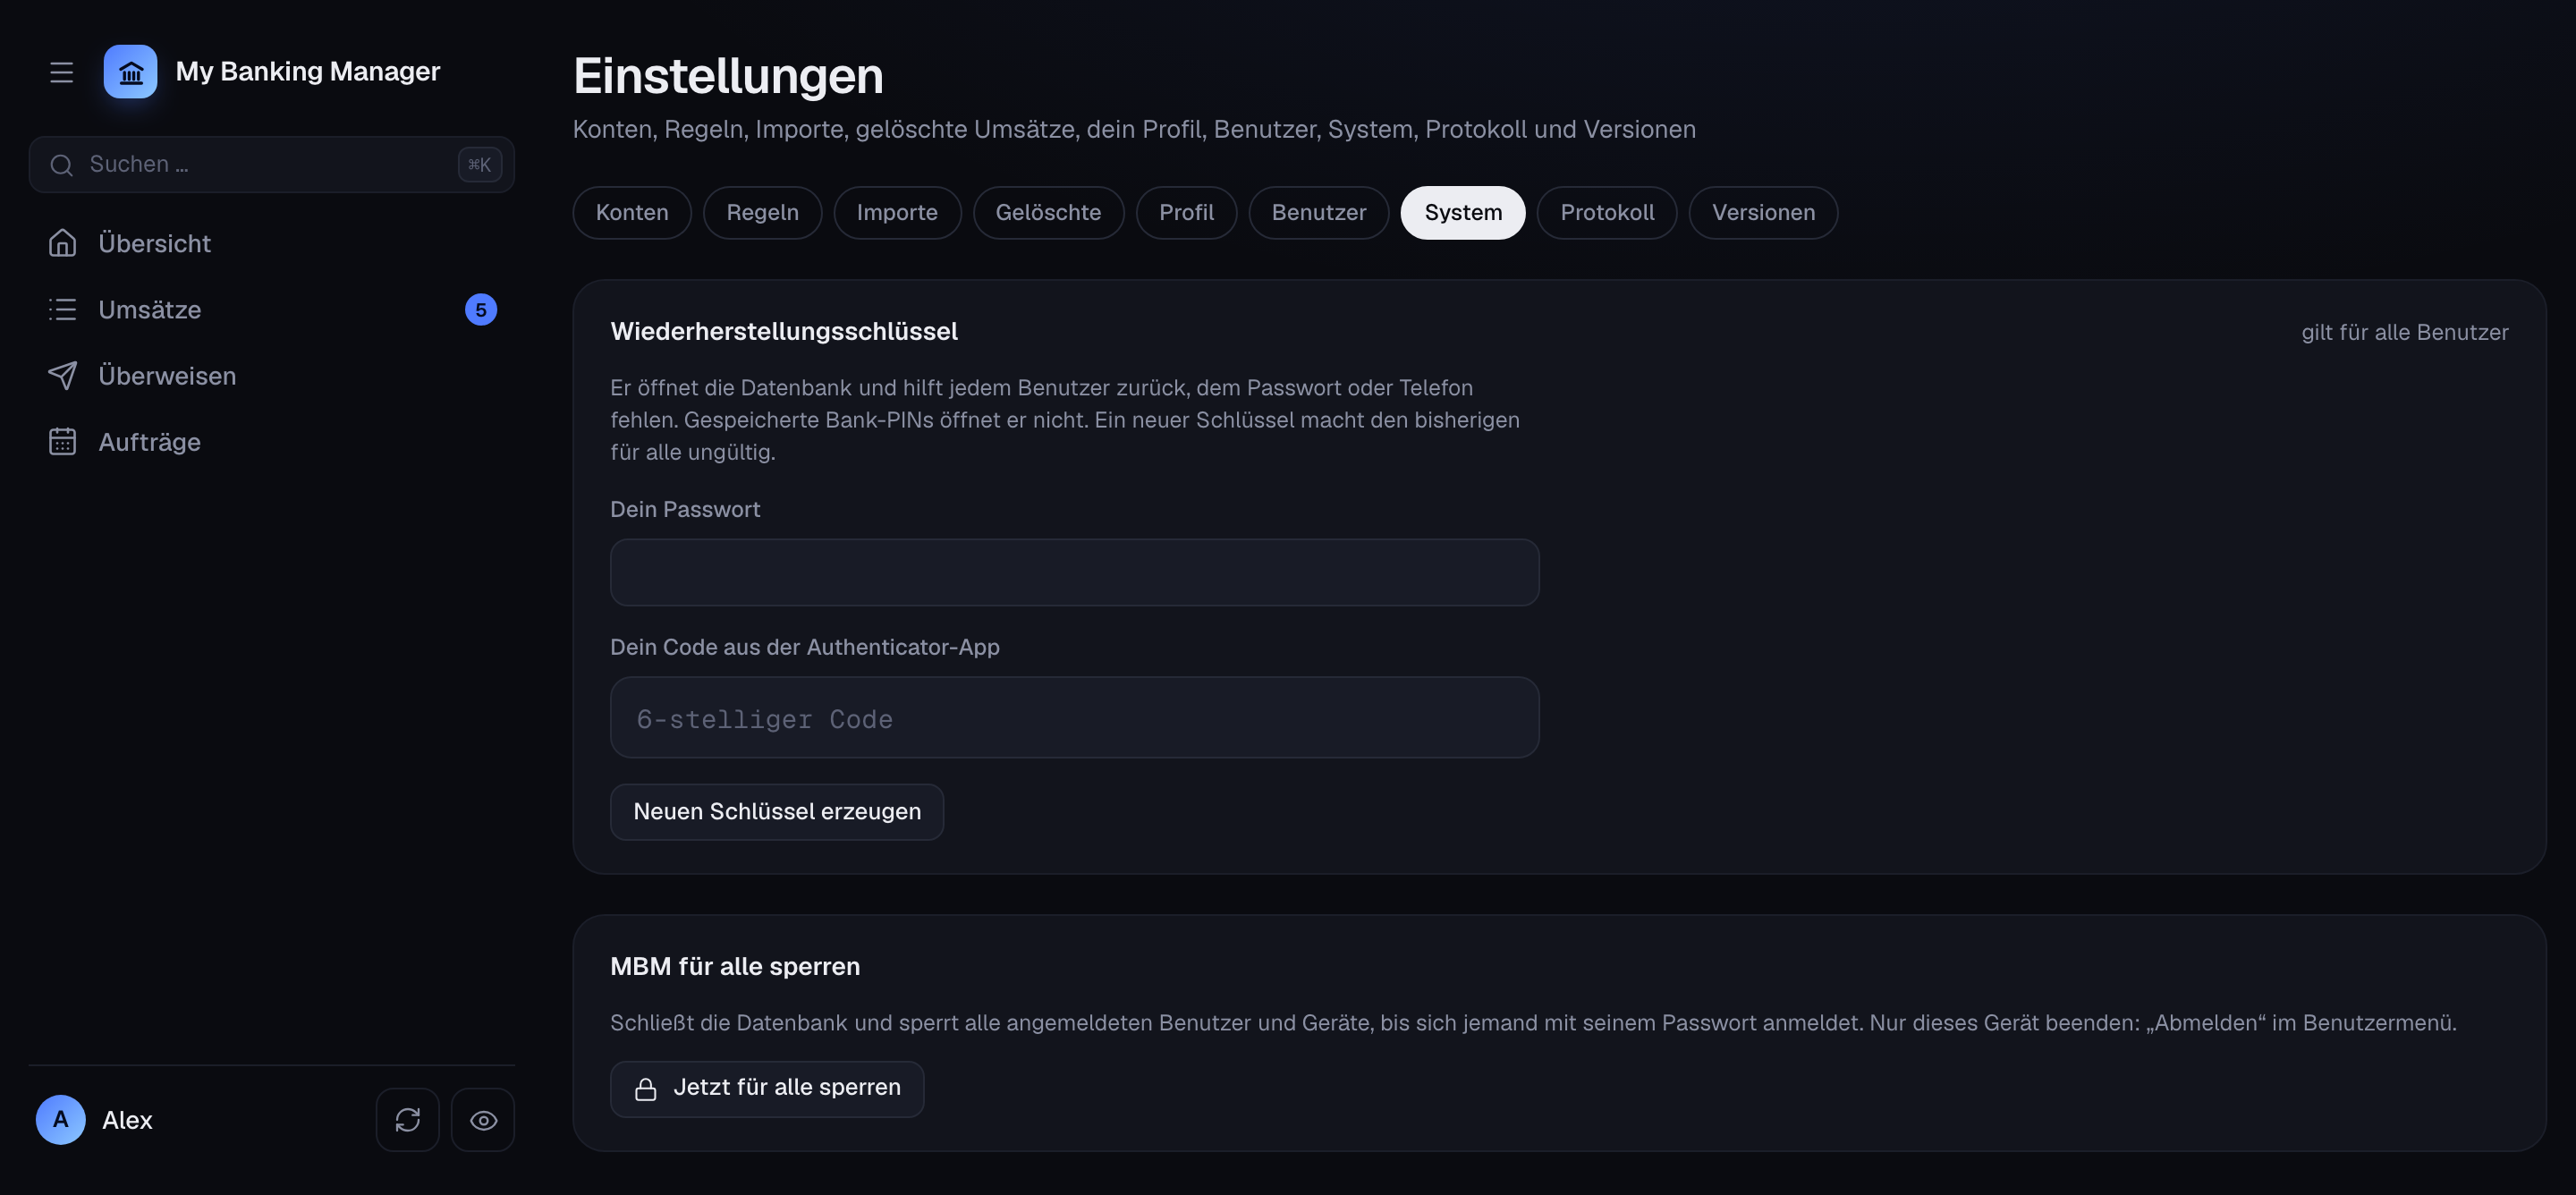 My Banking Manager
Suchen ...
⌘K
Übersicht
Umsätze
5
Überweisen
Aufträge
A
Alex
Einstellungen
Konten, Regeln, Importe, gelöschte Umsätze, dein Profil, Benutzer, System, Protokoll und Versionen
Konten
Regeln
Importe
Gelöschte
Profil
Benutzer
System
Protokoll
Versionen
Wiederherstellungsschlüssel
gilt für alle Benutzer
Er öffnet die Datenbank und hilft jedem Benutzer zurück, dem Passwort oder Telefon
fehlen. Gespeicherte Bank-PINs öffnet er nicht. Ein neuer Schlüssel macht den bisherigen
für alle ungültig.
Dein Passwort
Dein Code aus der Authenticator-App
6-stelliger Code
Neuen Schlüssel erzeugen
MBM für alle sperren
Schließt die Datenbank und sperrt alle angemeldeten Benutzer und Geräte, bis sich jemand mit seinem Passwort anmeldet. Nur dieses Gerät beenden: „Abmelden“ im Benutzermenü.
Jetzt für alle sperren